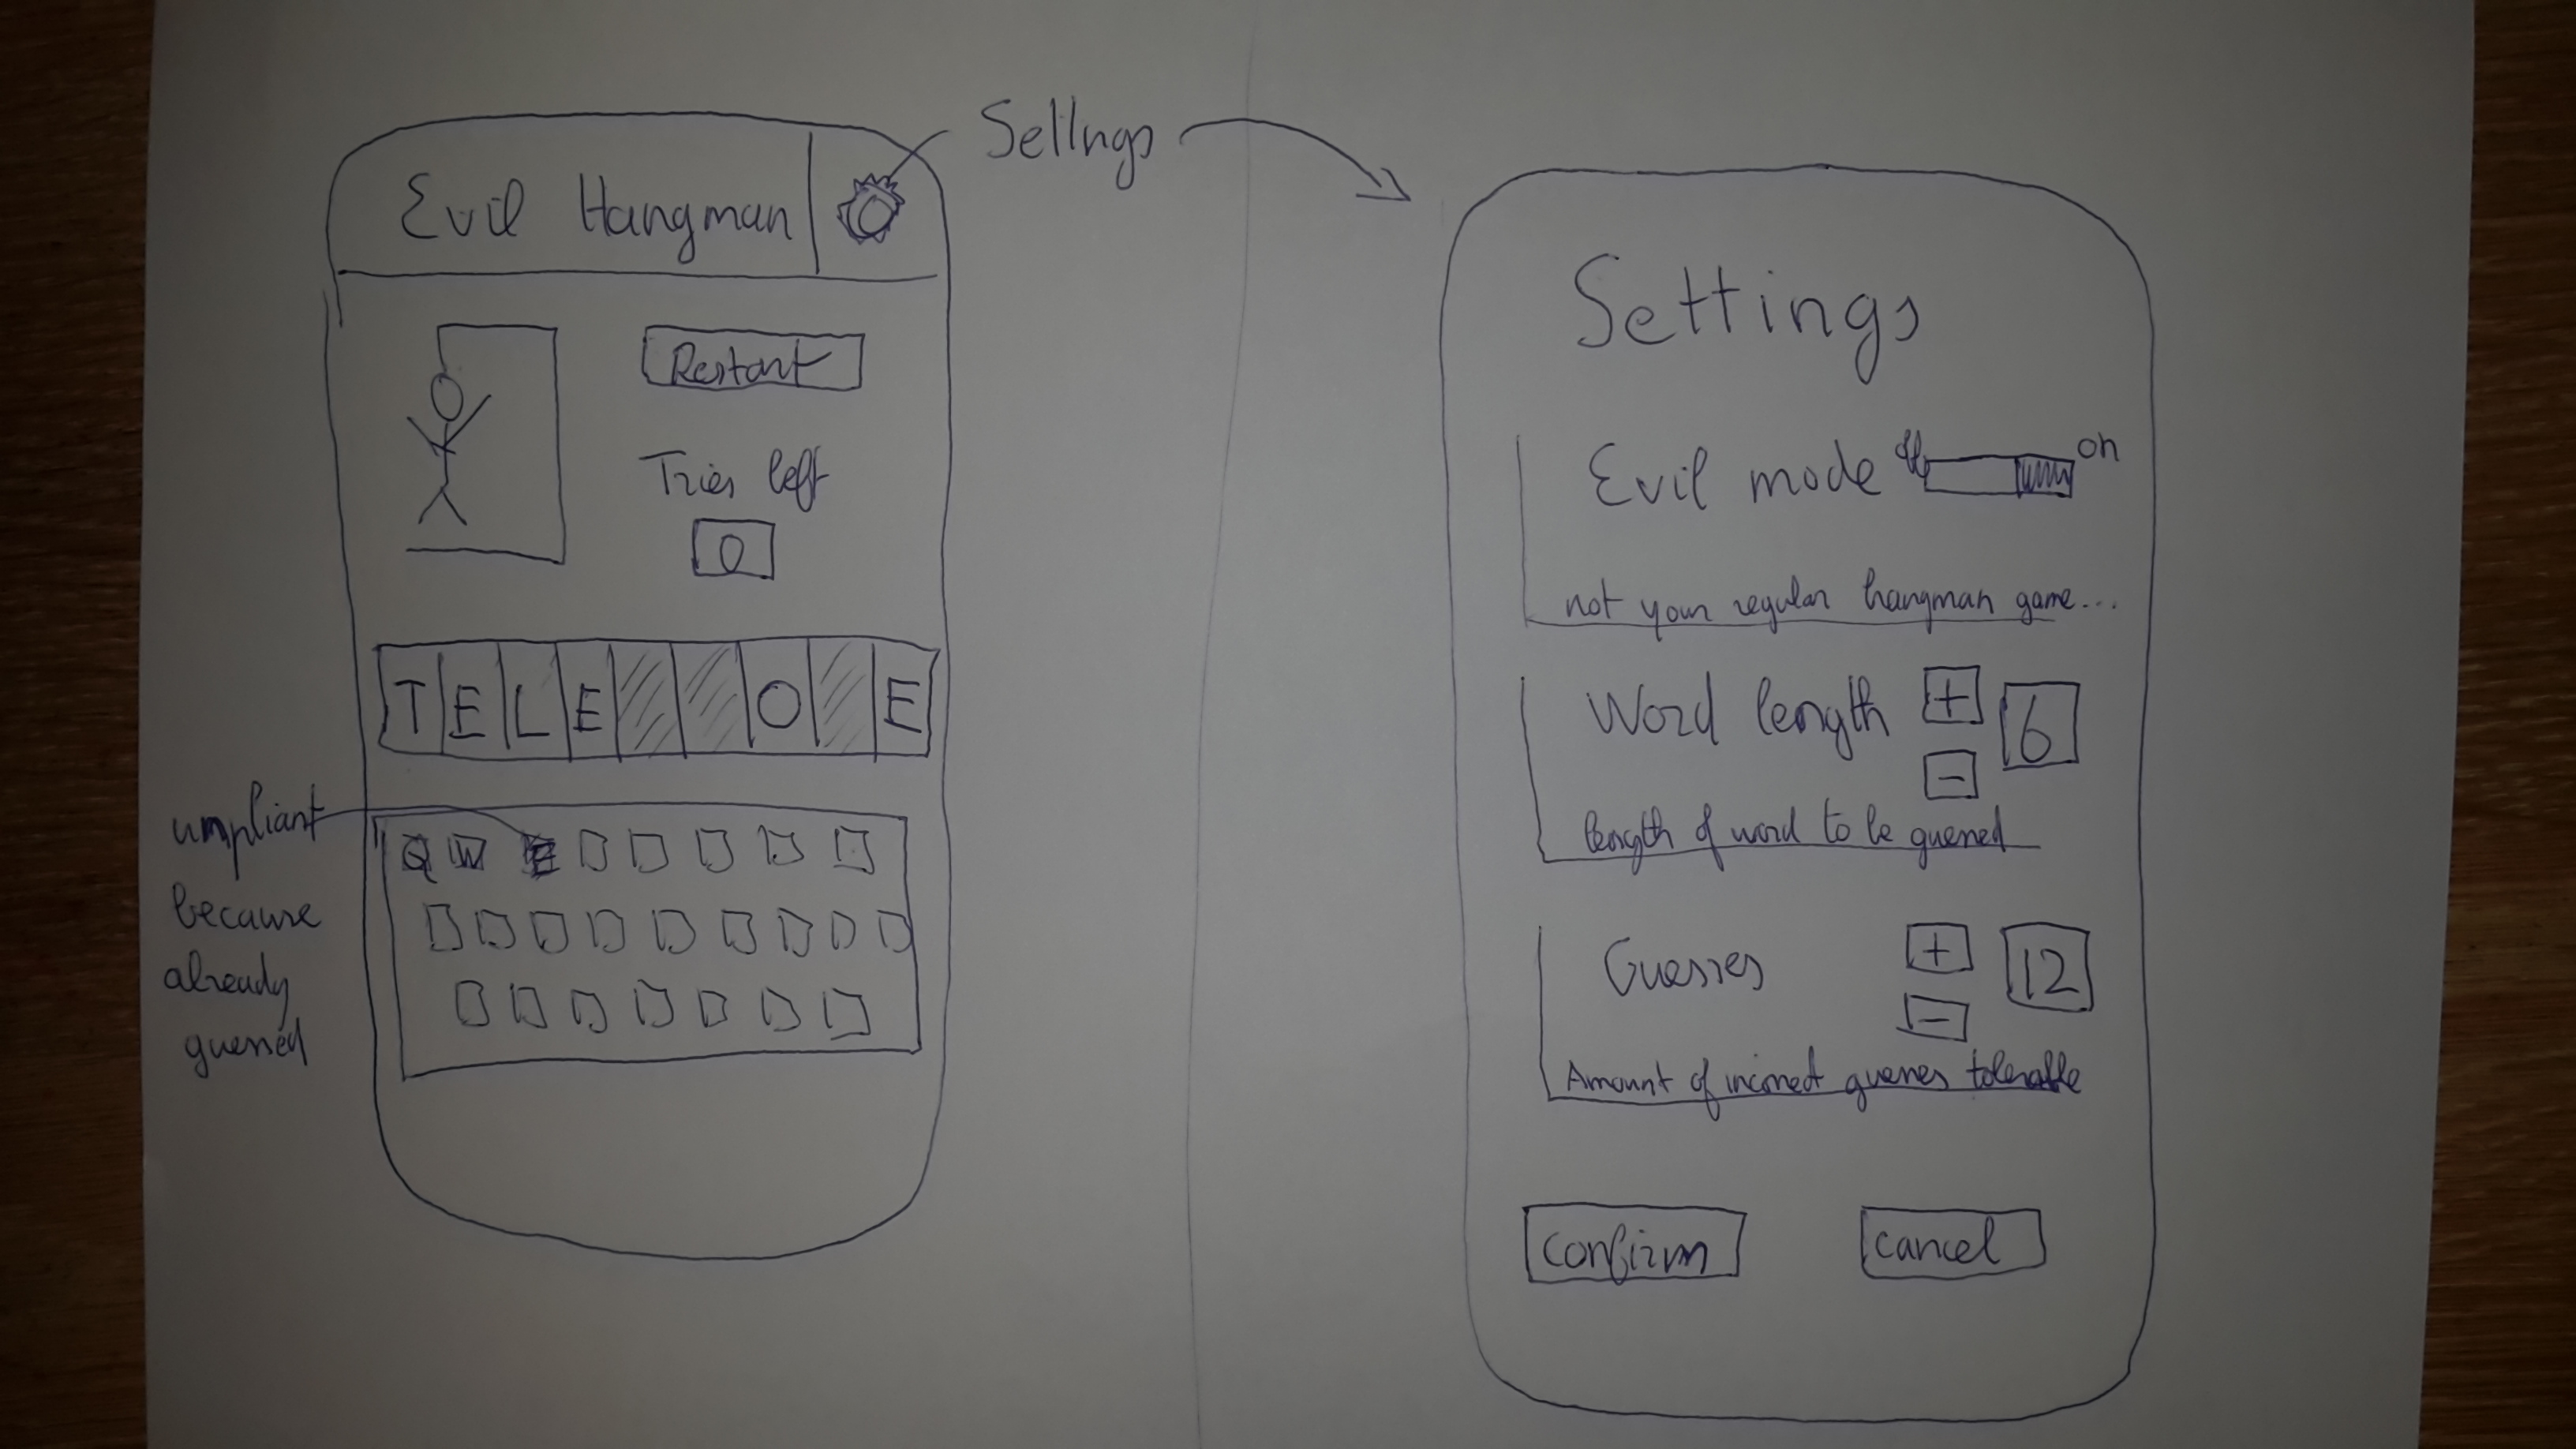 Settings
Evil Hangman
Restart
Tries left
0
T E L E O E
Q W E
because
already
guessed
Settings
Evil mode off on
not your regular hangman game...
Word length + 6
-
length of word to be guessed
Guesses + 12
-
Amount of incorrect guesses tolerable
confirm cancel